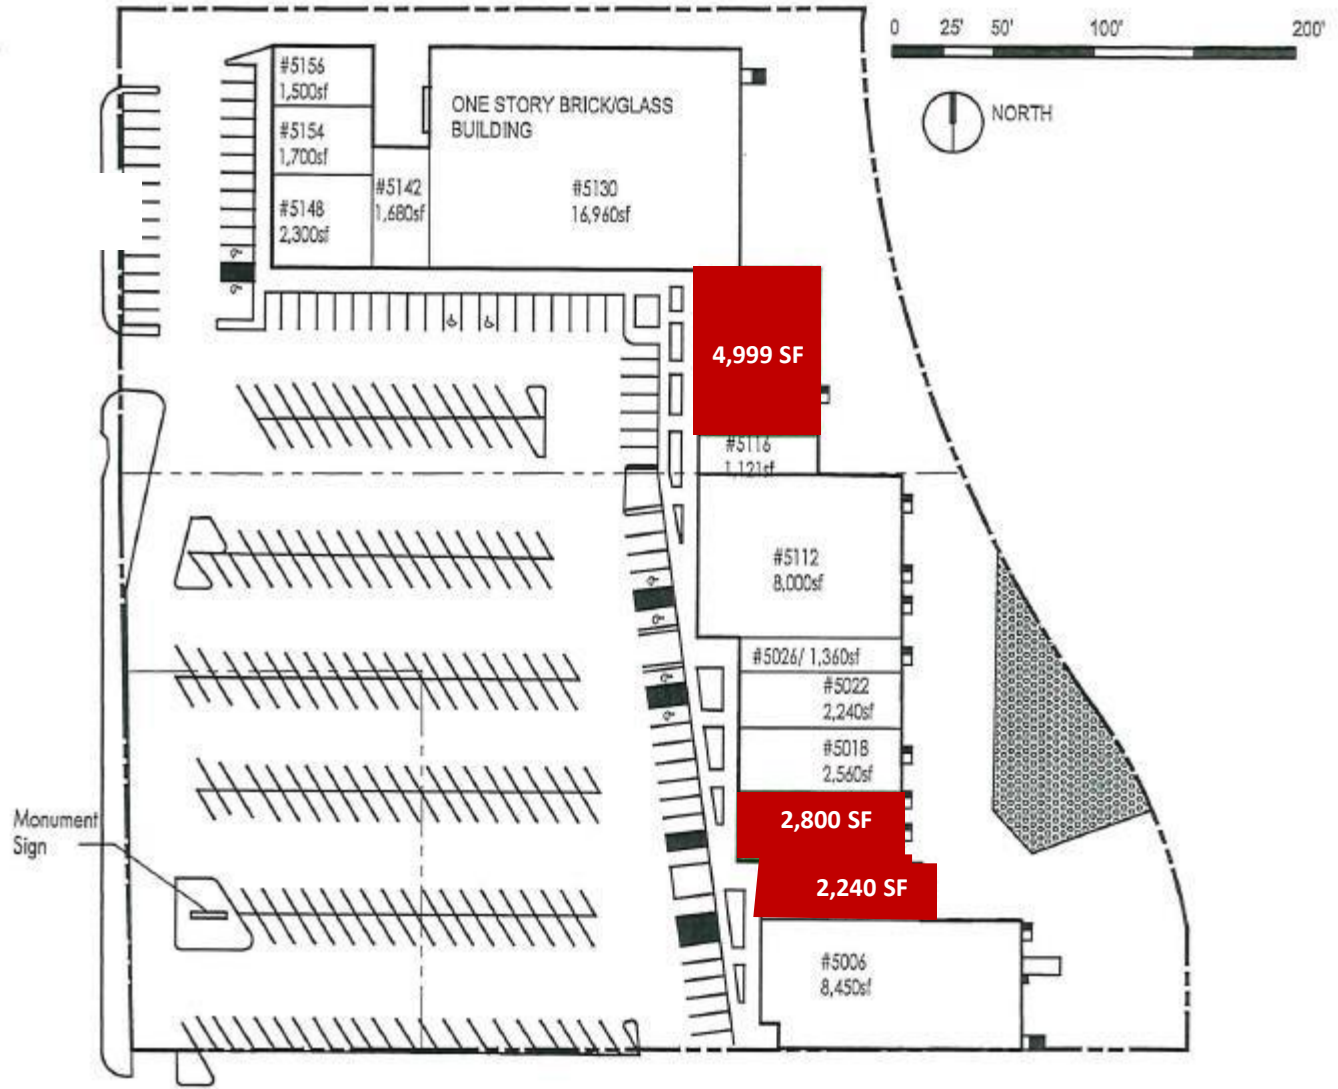 0 25' 50' 100' 200'
NORTH
#5156
1,500sf
#5154
1,700sf
#5148
2,300sf
#5142
1,680sf
ONE STORY BRICK/GLASS
BUILDING
#5130
16,960sf
4,999 SF
#5116
1,121sf
#5112
8,000sf
#5026/ 1,360sf
#5022
2,240sf
#5018
2,560sf
2,800 SF
2,240 SF
#5006
8,450sf
Monument
Sign